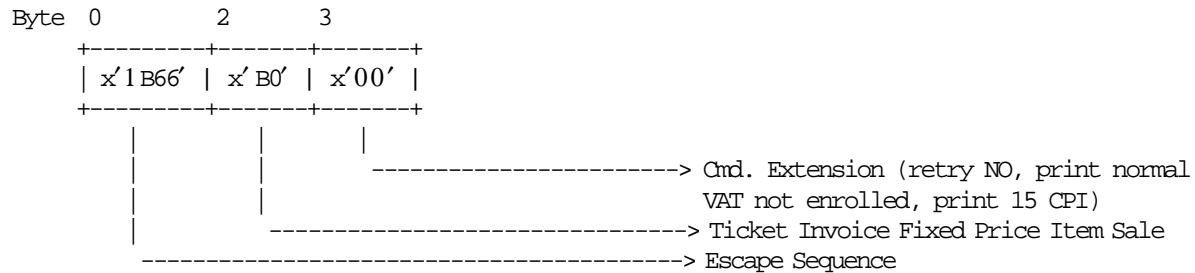 Byte 0 2 3
+---------+-------+-------+
| x′1B66′ | x′B0′ | x′00′ |
+---------+-------+-------+
| | |
| | ------------------------> Cmd. Extension (retry NO, print normal
| | VAT not enrolled, print 15 CPI)
| --------------------------------> Ticket Invoice Fixed Price Item Sale
------------------------------------------> Escape Sequence